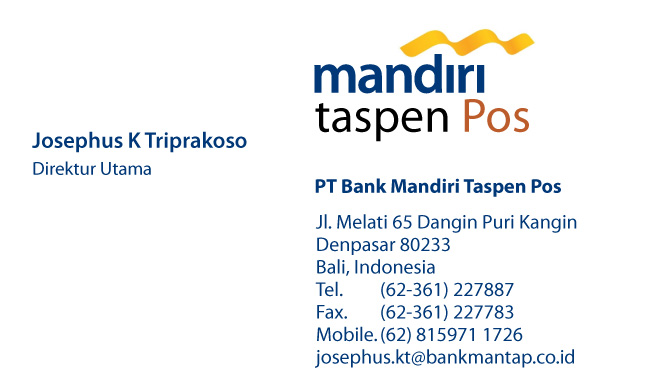 mandırı
taspen Pos
Josephus K Triprakoso
Direktur Utama
PT Bank Mandiri Taspen Pos
Jl. Melati 65 Dangin Puri Kangin
Denpasar 80233
Bali, Indonesia
Tel. (62-361) 227887
Fax. (62-361) 227783
Mobile. (62) 815971 1726
josephus.kt@bankmantap.co.id